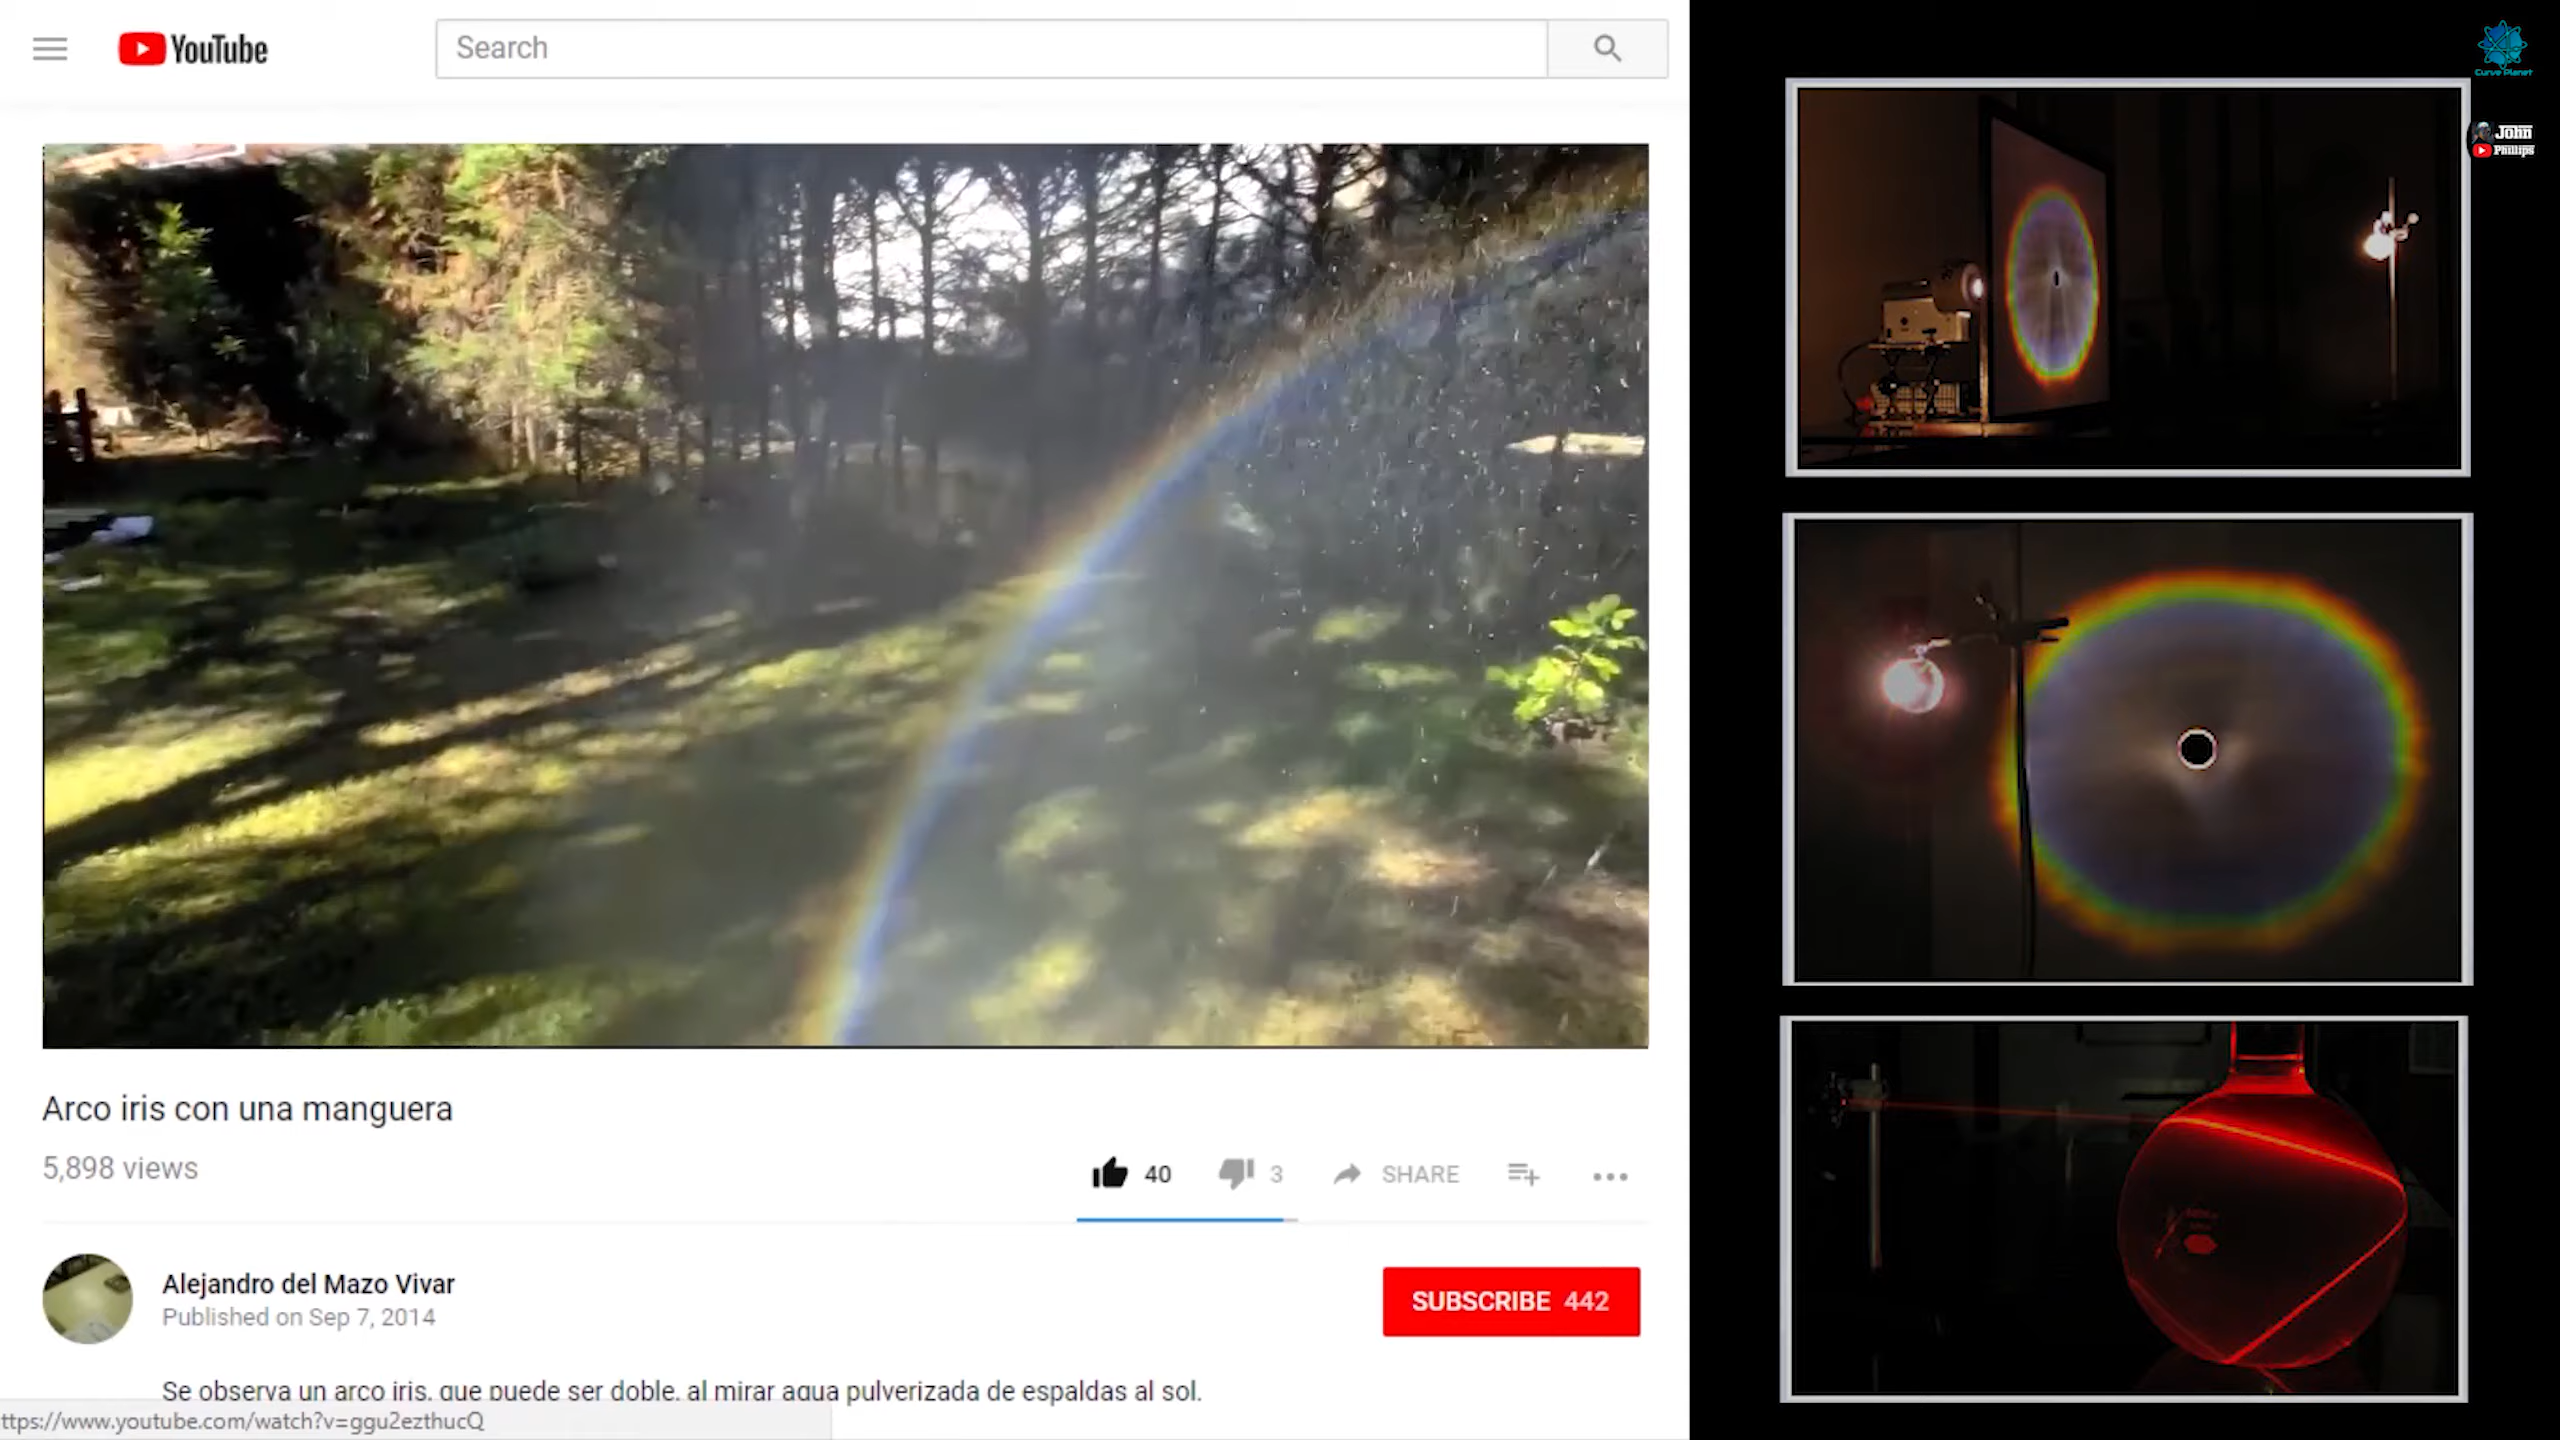 YouTube
Search
Curve Planet
John
Phillips
Arco iris con una manguera
5,898 views
40
3
SHARE
Alejandro del Mazo Vivar
Published on Sep 7, 2014
SUBSCRIBE 442
Se observa un arco iris, que puede ser doble, al mirar agua pulverizada de espaldas al sol.
ttps://www.youtube.com/watch?v=ggu2ezthucQ